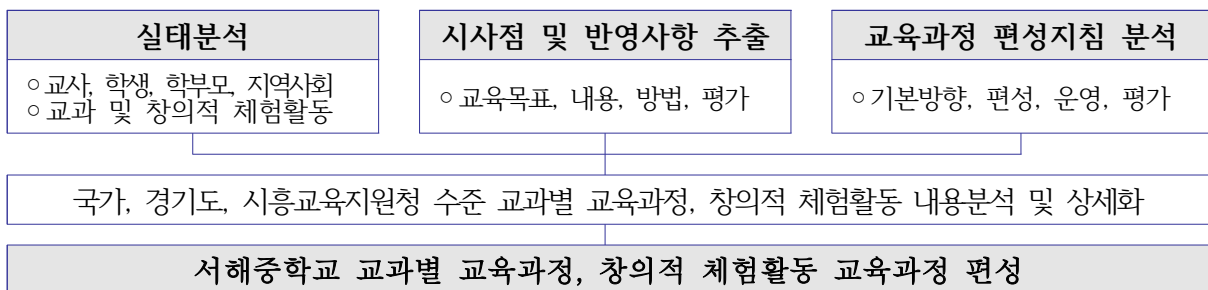 실태분석
○ 교사, 학생, 학부모, 지역사회
○ 교과 및 창의적 체험활동
시사점 및 반영사항 추출
○ 교육목표, 내용, 방법, 평가
교육과정 편성지침 분석
○ 기본방향, 편성, 운영, 평가
국가, 경기도, 시흥교육지원청 수준 교과별 교육과정, 창의적 체험활동 내용분석 및 상세화
서해중학교 교과별 교육과정, 창의적 체험활동 교육과정 편성